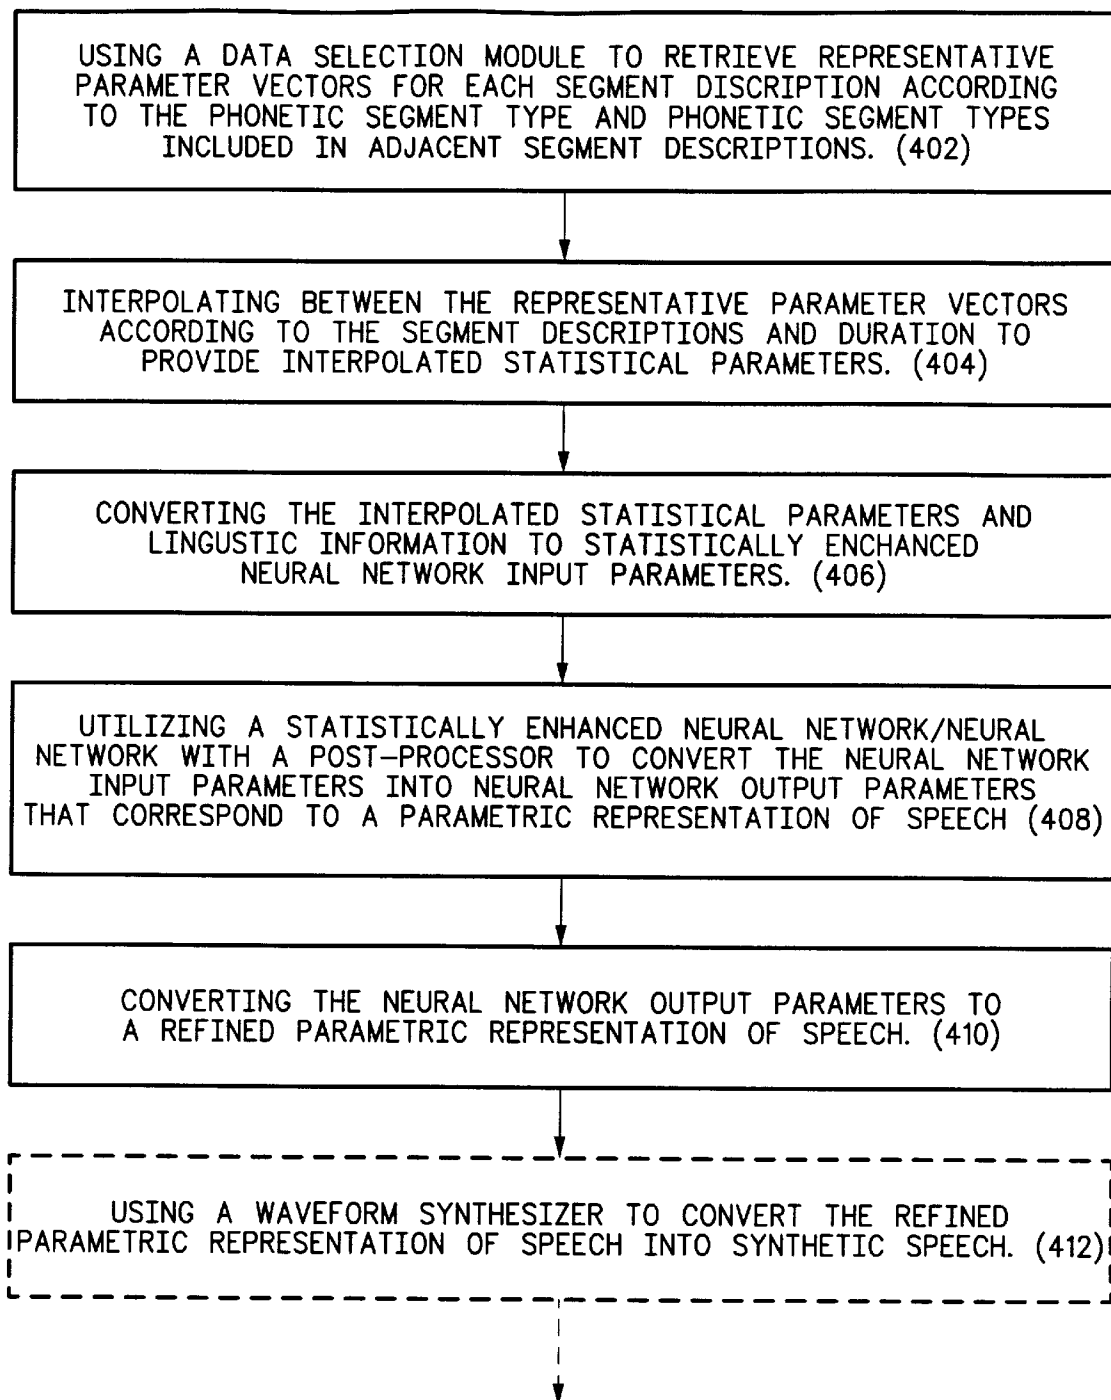 USING A DATA SELECTION MODULE TO RETRIEVE REPRESENTATIVE
PARAMETER VECTORS FOR EACH SEGMENT DISCRIPTION ACCORDING
TO THE PHONETIC SEGMENT TYPE AND PHONETIC SEGMENT TYPES
INCLUDED IN ADJACENT SEGMENT DESCRIPTIONS. (402)
INTERPOLATING BETWEEN THE REPRESENTATIVE PARAMETER VECTORS
ACCORDING TO THE SEGMENT DESCRIPTIONS AND DURATION TO
PROVIDE INTERPOLATED STATISTICAL PARAMETERS. (404)
CONVERTING THE INTERPOLATED STATISTICAL PARAMETERS AND
LINGUSTIC INFORMATION TO STATISTICALLY ENCHANCED
NEURAL NETWORK INPUT PARAMETERS. (406)
UTILIZING A STATISTICALLY ENHANCED NEURAL NETWORK/NEURAL
NETWORK WITH A POST-PROCESSOR TO CONVERT THE NEURAL NETWORK
INPUT PARAMETERS INTO NEURAL NETWORK OUTPUT PARAMETERS
THAT CORRESPOND TO A PARAMETRIC REPRESENTATION OF SPEECH (408)
CONVERTING THE NEURAL NETWORK OUTPUT PARAMETERS TO
A REFINED PARAMETRIC REPRESENTATION OF SPEECH. (410)
USING A WAVEFORM SYNTHESIZER TO CONVERT THE REFINED
PARAMETRIC REPRESENTATION OF SPEECH INTO SYNTHETIC SPEECH. (412)